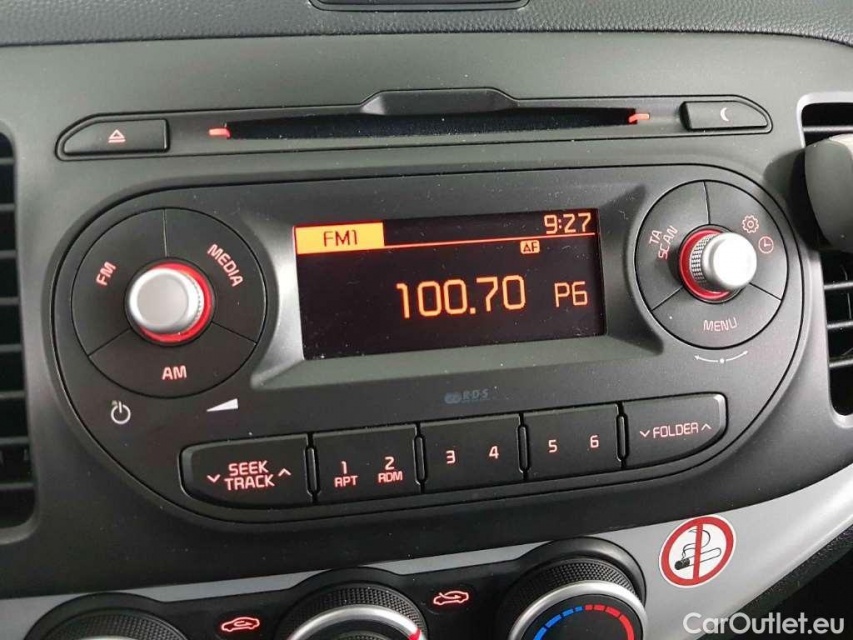 FM1 9:27
AF
100.70 P6
FM MEDIA
AM
TA
SCAN
MENU
RDS
SEEK
TRACK
1 2 3 4 5 6
RPT RDM
FOLDER
CarOutlet.eu